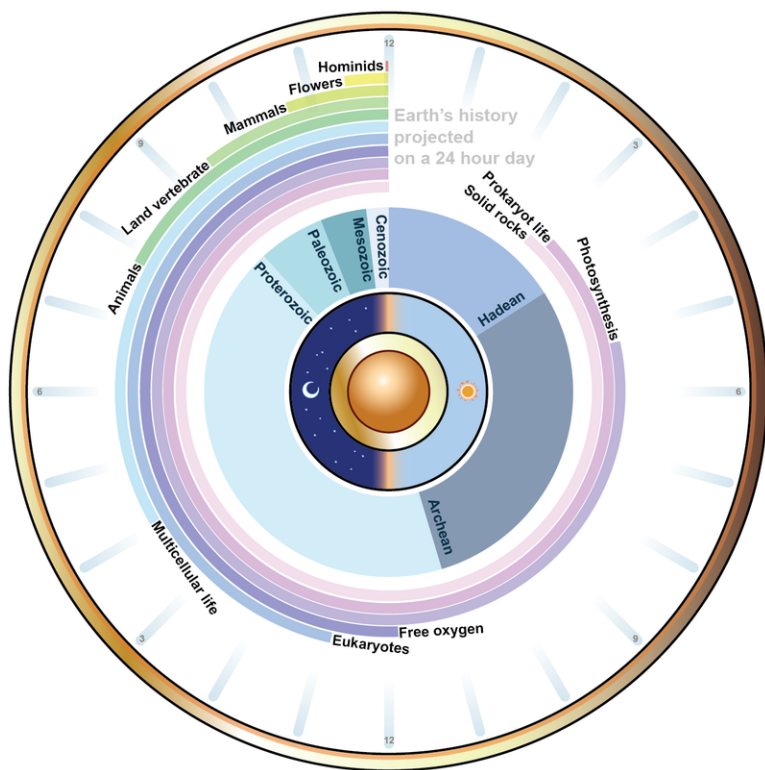 12
Hominids
Flowers
Mammals
Land vertebrate
Animals
Earth's history
projected
on a 24 hour day
9
3
Prokaryot life
Solid rocks
Photosynthesis
Cenozoic
Mesozoic
Paleozoic
Proterozoic
Hadean
Archean
6
6
Multicellular life
Eukaryotes
Free oxygen
3
9
12